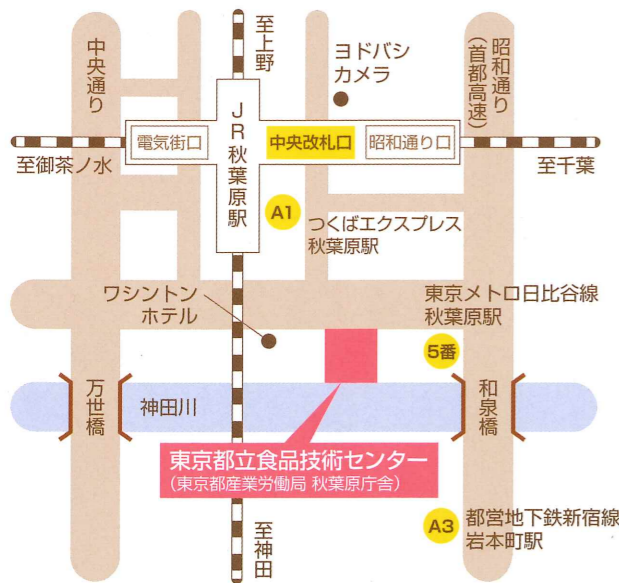 至上野
中央通り
ヨドバシ
カメラ
昭和通り
（首都高速）
JR秋葉原駅
電気街口
中央改札口
昭和通り口
至御茶ノ水
至千葉
A1
つくばエクスプレス
秋葉原駅
ワシントン
ホテル
東京メトロ日比谷線
秋葉原駅
5番
万世橋
神田川
和泉橋
東京都立食品技術センター
（東京都産業労働局 秋葉原庁舎）
至神田
A3
都営地下鉄新宿線
岩本町駅